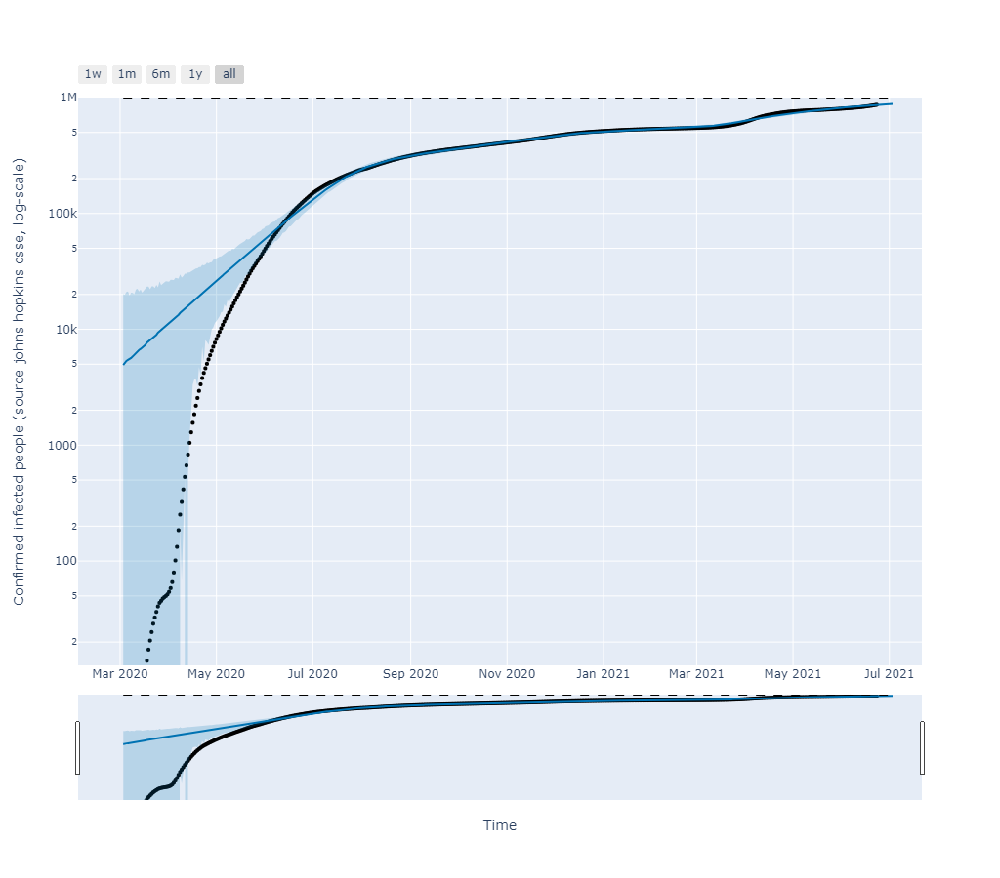 1w 1m 6m 1y all
1M
5
2
100k
5
2
10k
5
2
1000
5
2
100
5
2
Confirmed infected people (source johns hopkins csse, log-scale)
Mar 2020 May 2020 Jul 2020 Sep 2020 Nov 2020 Jan 2021 Mar 2021 May 2021 Jul 2021
Time